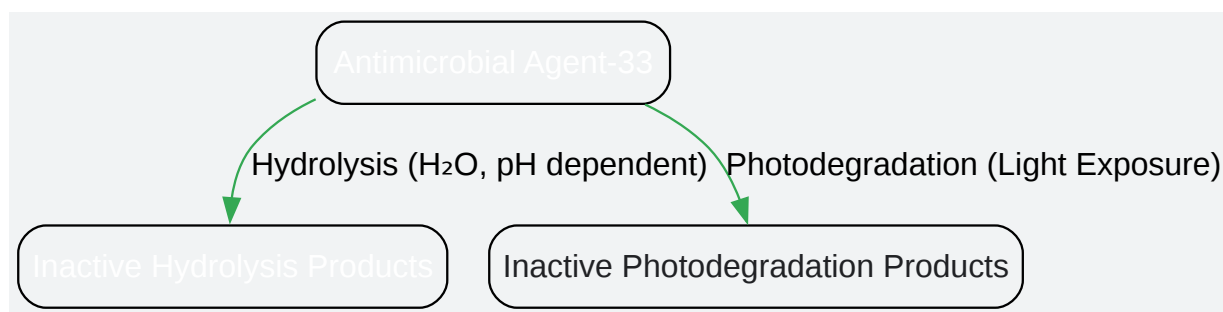 Antimicrobial Agent-33
Hydrolysis (H₂O, pH dependent)
Photodegradation (Light Exposure)
Inactive Hydrolysis Products
Inactive Photodegradation Products